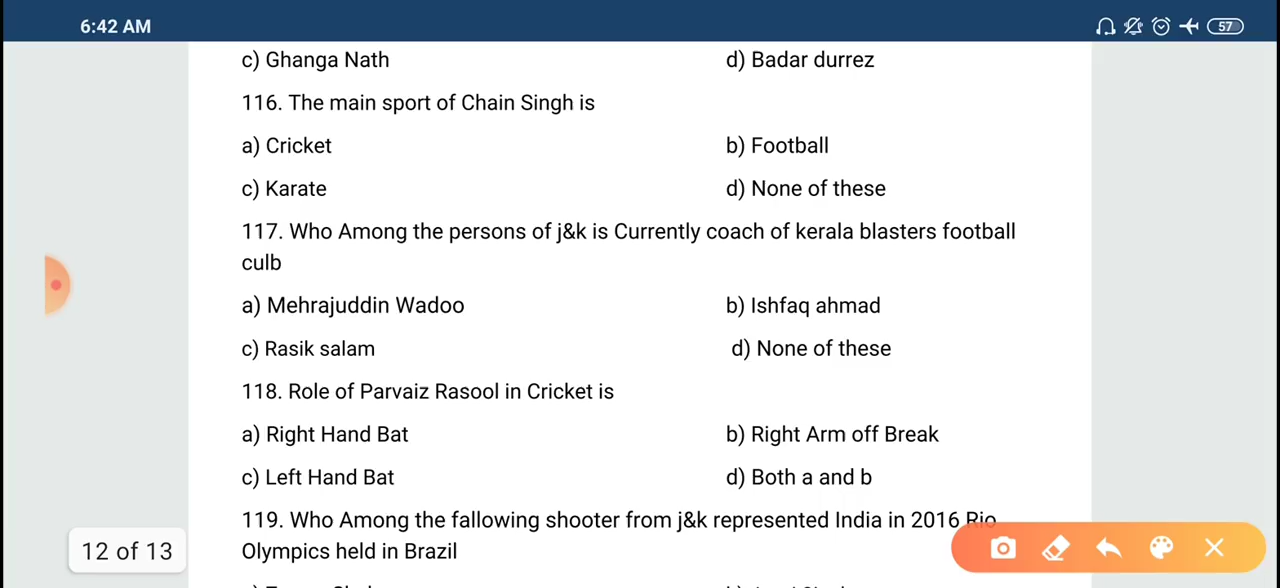 6:42 AM
57
c) Ghanga Nath d) Badar durrez
116. The main sport of Chain Singh is
a) Cricket b) Football
c) Karate d) None of these
117. Who Among the persons of j&k is Currently coach of kerala blasters football
culb
a) Mehrajuddin Wadoo b) Ishfaq ahmad
c) Rasik salam d) None of these
118. Role of Parvaiz Rasool in Cricket is
a) Right Hand Bat b) Right Arm off Break
c) Left Hand Bat d) Both a and b
119. Who Among the fallowing shooter from j&k represented India in 2016 Rio
Olympics held in Brazil
12 of 13